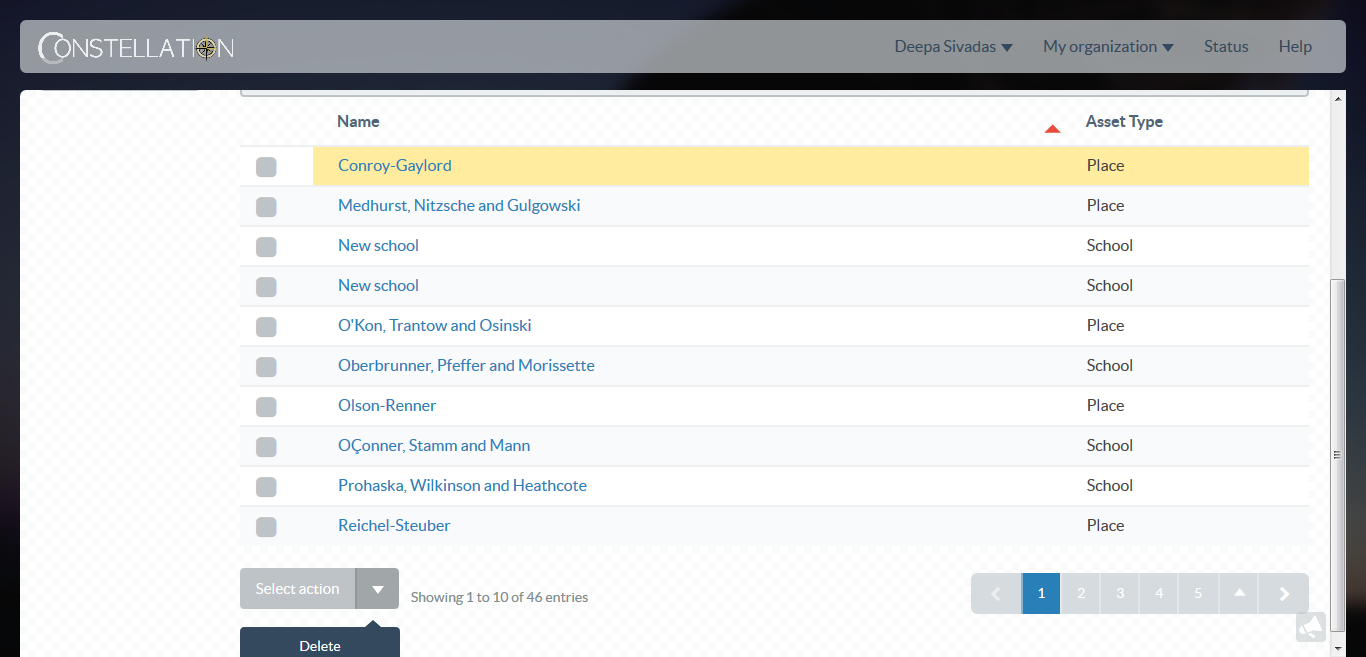 CONSTELLATION
Deepa Sivadas My organization Status Help
Name Asset Type
Conroy-Gaylord Place
Medhurst, Nitzsche and Gulgowski Place
New school School
New school School
O'Kon, Trantow and Osinski Place
Oberbrunner, Pfeffer and Morissette School
Olson-Renner Place
OÇonner, Stamm and Mann School
Prohaska, Wilkinson and Heathcote School
Reichel-Steuber Place
Select action Showing 1 to 10 of 46 entries 1 2 3 4 5
Delete